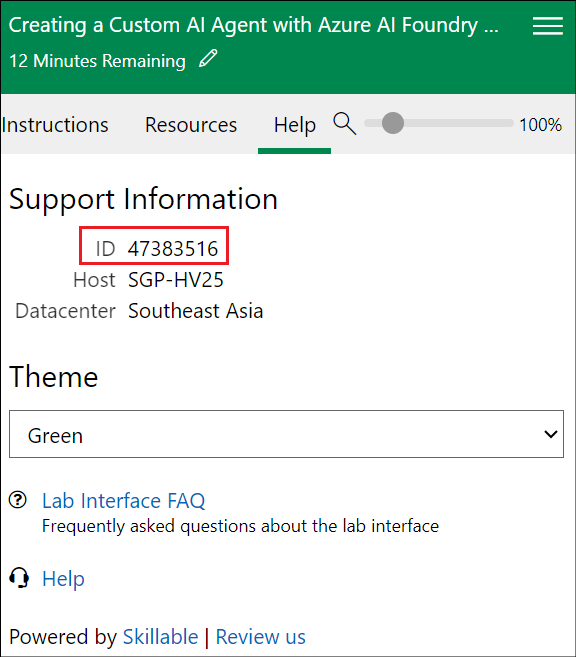 Creating a Custom AI Agent with Azure AI Foundry ...
12 Minutes Remaining
Instructions Resources Help 100%
Support Information
ID 47383516
Host SGP-HV25
Datacenter Southeast Asia
Theme
Green
Lab Interface FAQ
Frequently asked questions about the lab interface
Help
Powered by Skillable | Review us